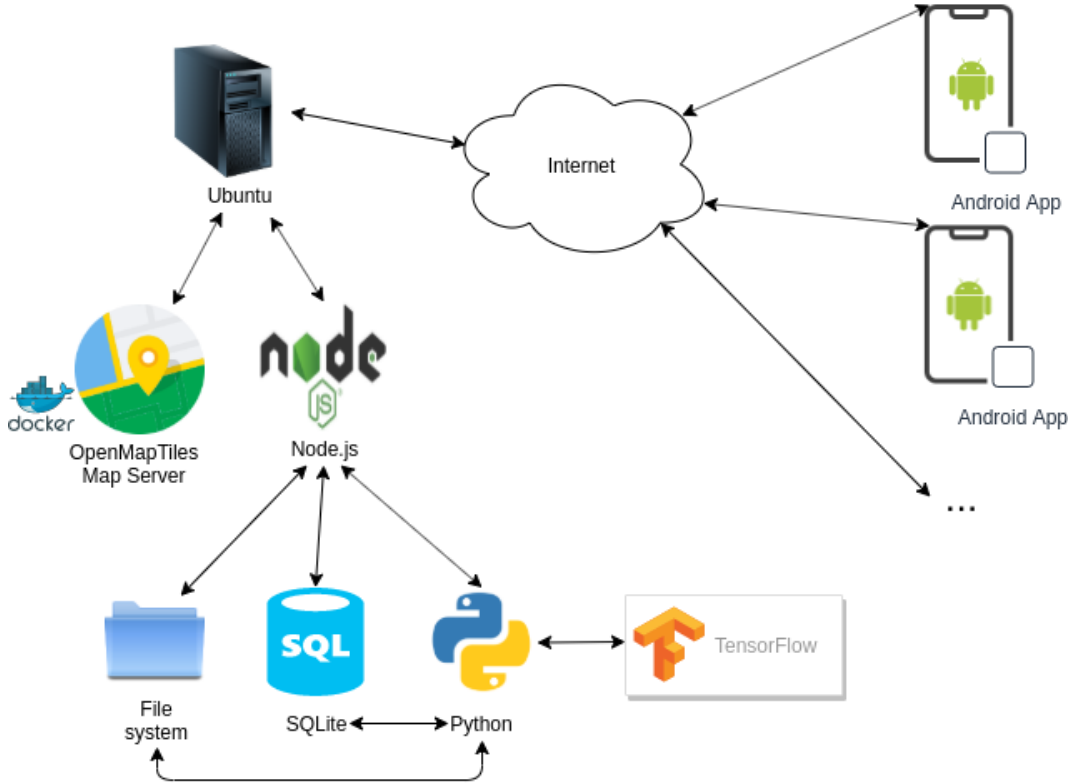 Ubuntu
Internet
Android App
Android App
docker
OpenMapTiles
Map Server
node
JS
Node.js
...
SQL
TensorFlow
File
system
SQLite
Python